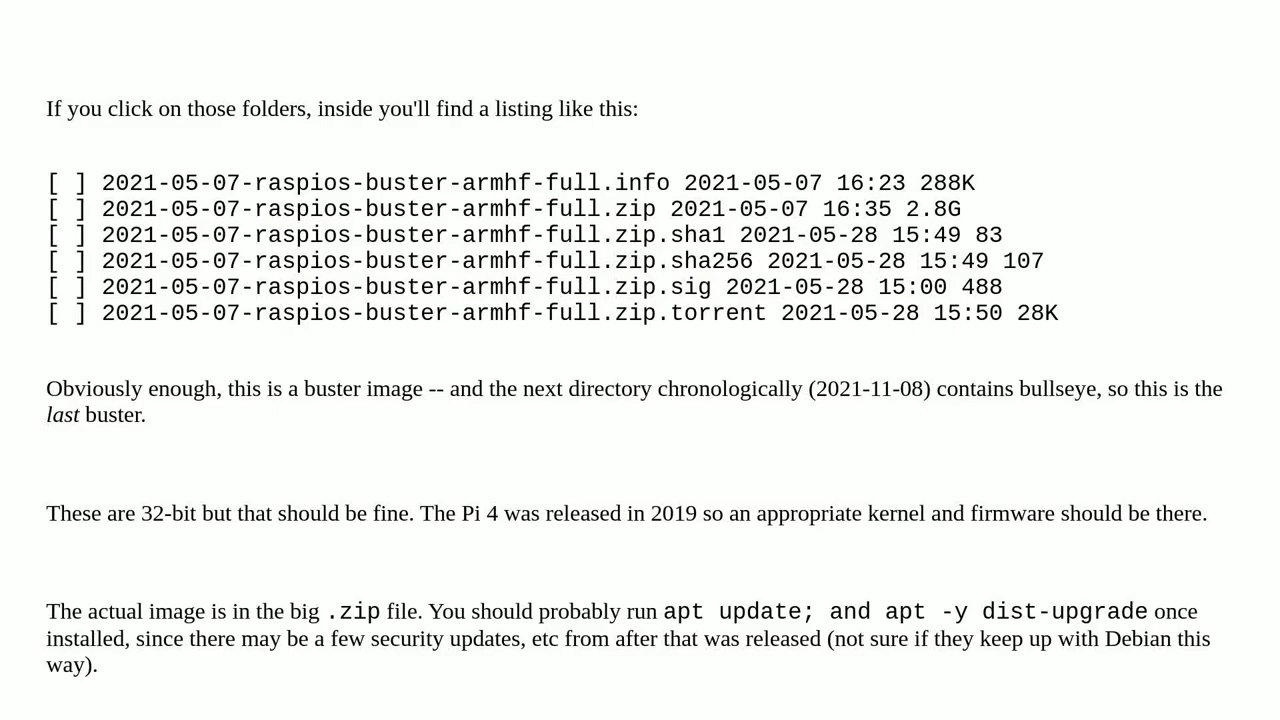 If you click on those folders, inside you'll find a listing like this:
[ ] 2021-05-07-raspios-buster-armhf-full.info 2021-05-07 16:23 288K
[ ] 2021-05-07-raspios-buster-armhf-full.zip 2021-05-07 16:35 2.8G
[ ] 2021-05-07-raspios-buster-armhf-full.zip.sha1 2021-05-28 15:49 83
[ ] 2021-05-07-raspios-buster-armhf-full.zip.sha256 2021-05-28 15:49 107
[ ] 2021-05-07-raspios-buster-armhf-full.zip.sig 2021-05-28 15:00 488
[ ] 2021-05-07-raspios-buster-armhf-full.zip.torrent 2021-05-28 15:50 28K
Obviously enough, this is a buster image -- and the next directory chronologically (2021-11-08) contains bullseye, so this is the
last buster.
These are 32-bit but that should be fine. The Pi 4 was released in 2019 so an appropriate kernel and firmware should be there.
The actual image is in the big .zip file. You should probably run apt update; and apt -y dist-upgrade once
installed, since there may be a few security updates, etc from after that was released (not sure if they keep up with Debian this
way).